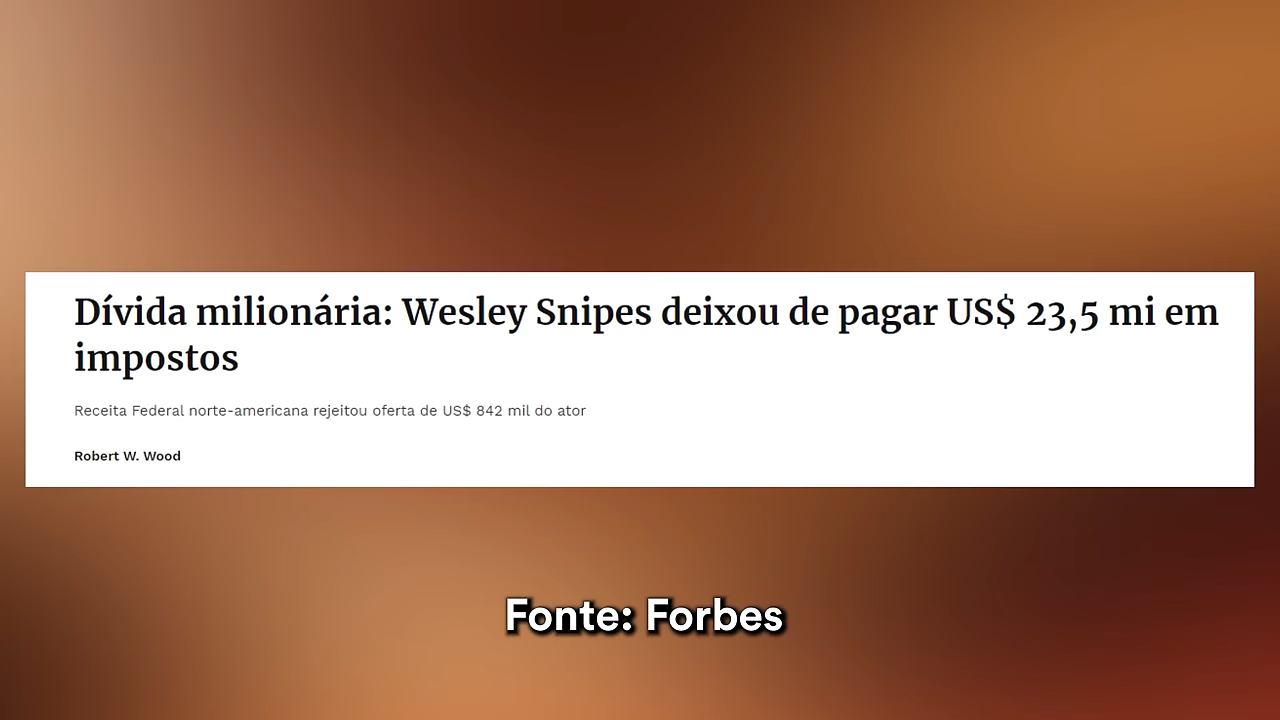 Dívida milionária: Wesley Snipes deixou de pagar US$ 23,5 mi em
impostos
Receita Federal norte-americana rejeitou oferta de US$ 842 mil do ator
Robert W. Wood
Fonte: Forbes